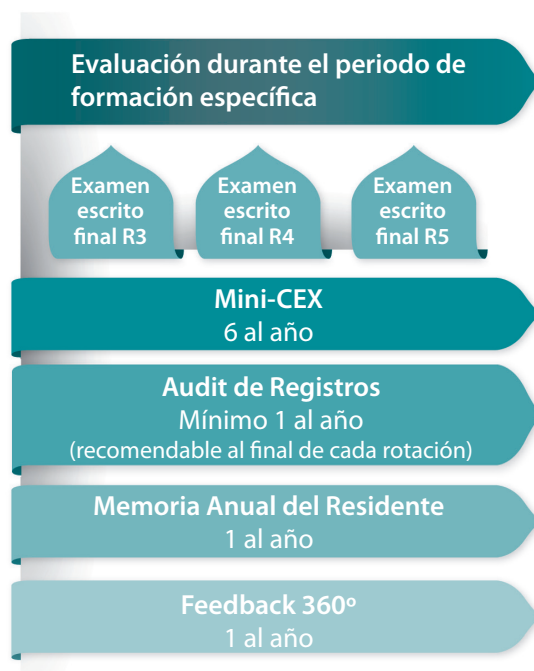 Evaluación durante el periodo de
formación específica
Examen
escrito
final R3
Examen
escrito
final R4
Examen
escrito
final R5
Mini-CEX
6 al año
Audit de Registros
Mínimo 1 al año
(recomendable al final de cada rotación)
Memoria Anual del Residente
1 al año
Feedback 360º
1 al año